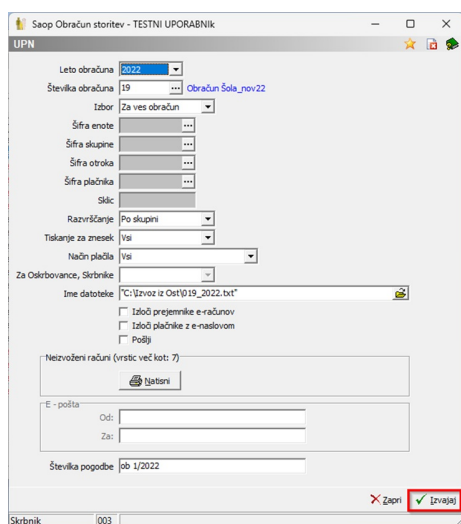 Saop Obračun storitev - TESTNI UPORABNIk
UPN
Leto obračuna 2022
Številka obračuna 19 ... Obračun Šola_nov22
Izbor Za ves obračun
Šifra enote ...
Šifra skupine ...
Šifra otroka ...
Šifra plačnika ...
Sklic
Razvrščanje Po skupini
Tiskanje za znesek Vsi
Način plačila Vsi
Za Oskrbovance, Skrbnike
Ime datoteke "C:\Izvoz iz Ost\019_2022.txt"
Izloči prejemnike e-računov
Izloči plačnike z e-naslovom
Pošlji
Neizvoženi računi (vrstic več kot: 7)
Natisni
E - pošta
Od:
Za:
Številka pogodbe ob 1/2022
Zapri Izvajaj
Skrbnik 003